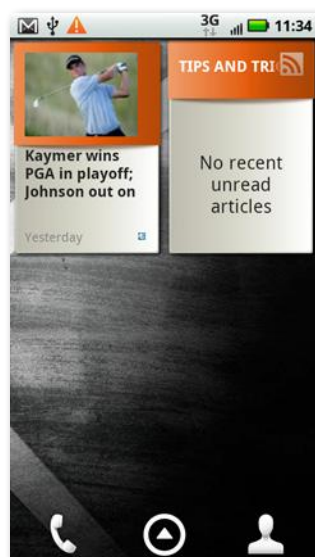 3G 11:34
TIPS AND TRI
Kaymer wins
PGA in playoff;
Johnson out on
Yesterday
No recent
unread
articles